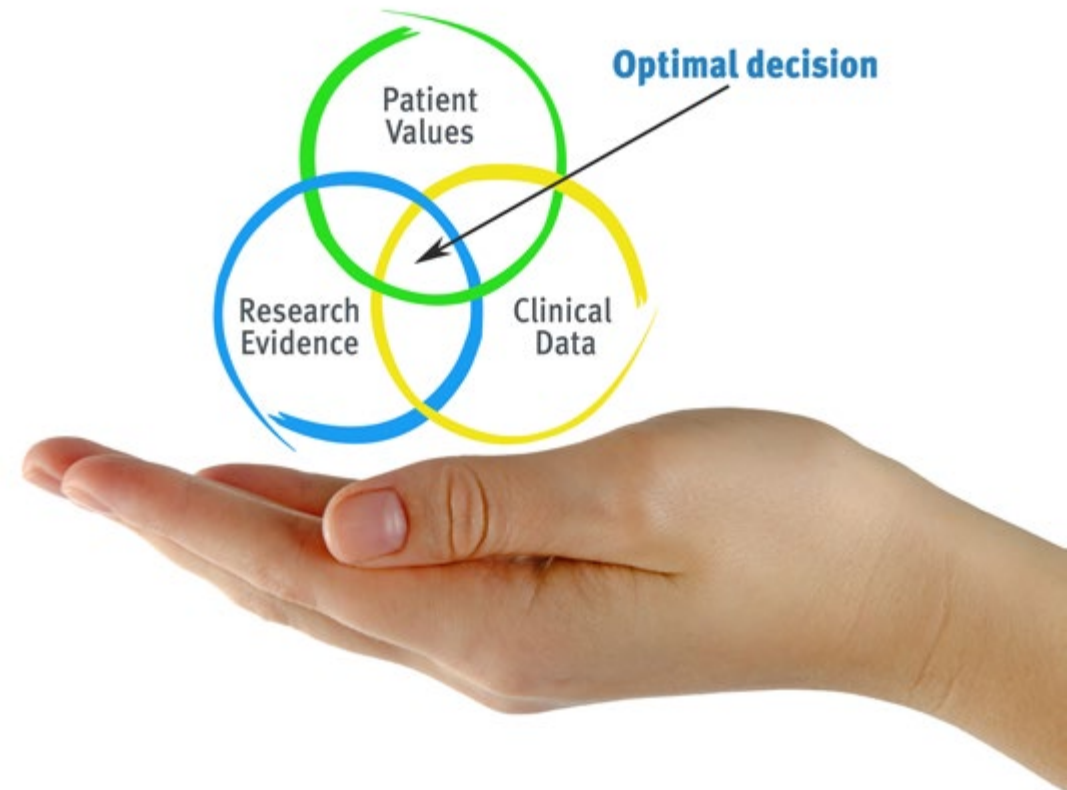 Optimal decision
Patient
Values
Research
Evidence
Clinical
Data